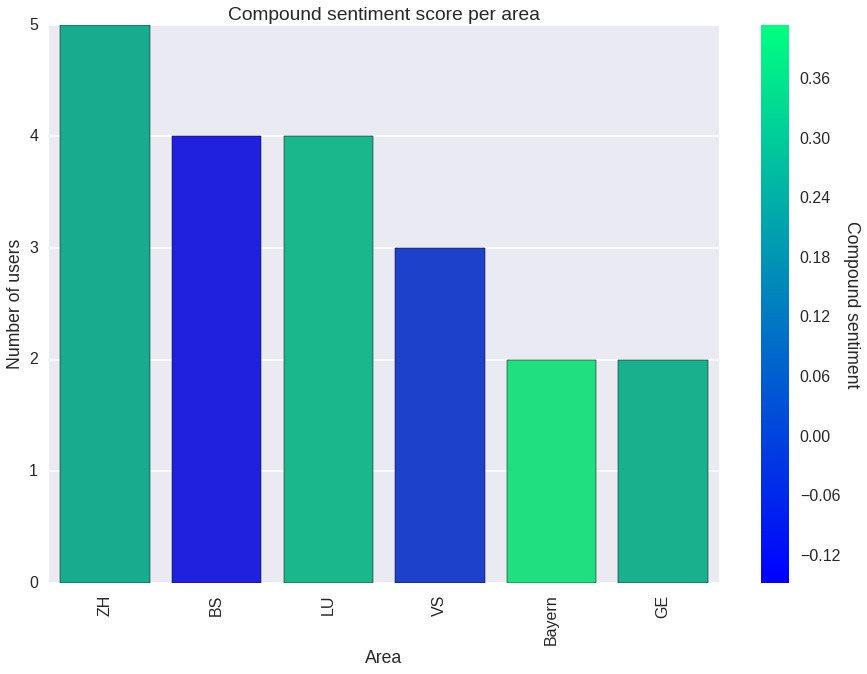 Compound sentiment score per area
5
4
3
2
1
0
Number of users
ZH
BS
LU
VS
Bayern
GE
Area
0.36
0.30
0.24
0.18
0.12
0.06
0.00
−0.06
−0.12
Compound sentiment